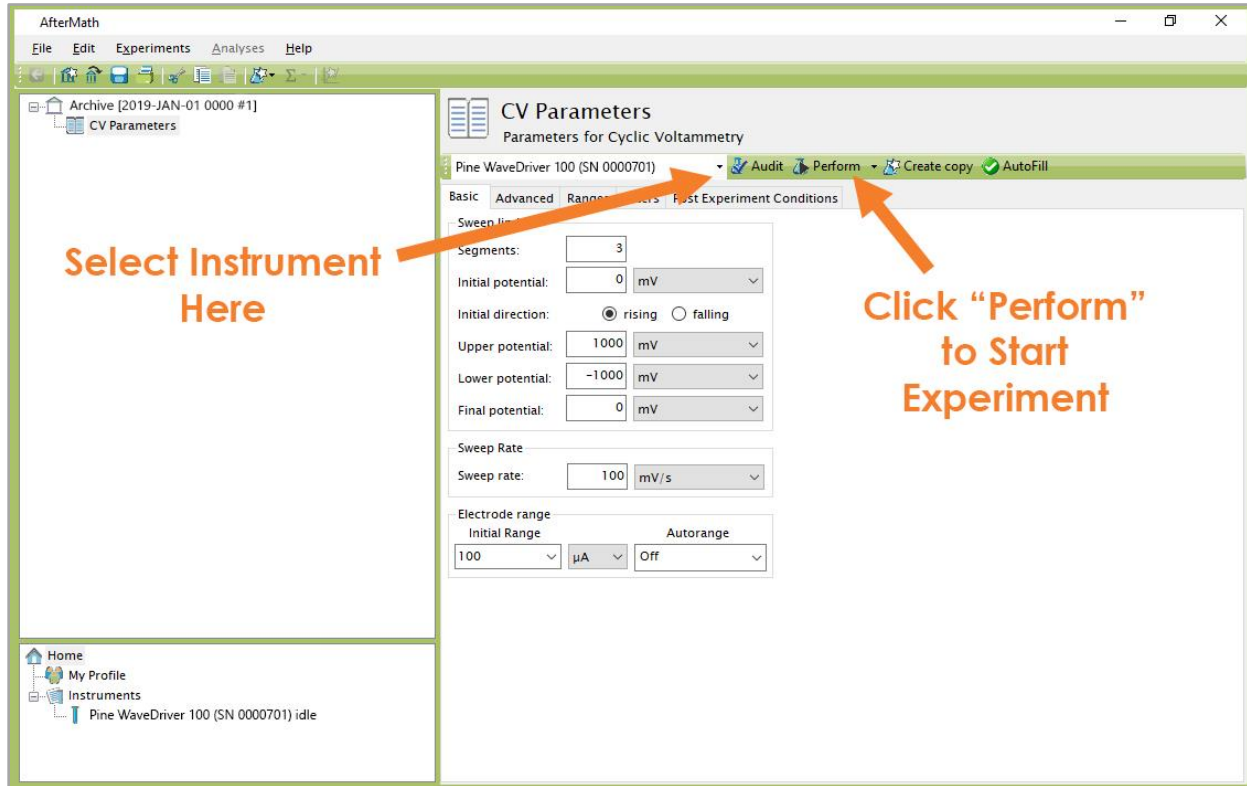 AfterMath
File Edit Experiments Analyses Help
Archive [2019-JAN-01 0000 #1]
CV Parameters
CV Parameters
Parameters for Cyclic Voltammetry
Pine WaveDriver 100 (SN 0000701) Audit Perform Create copy AutoFill
Basic Advanced Post Experiment Conditions
Sweep
Segments: 3
Initial potential: 0 mV
Initial direction: rising falling
Upper potential: 1000 mV
Lower potential: -1000 mV
Final potential: 0 mV
Sweep Rate
Sweep rate: 100 mV/s
Electrode range
Initial Range Autorange
100 µA Off
Select Instrument
Here
Click “Perform”
to Start
Experiment
Home
My Profile
Instruments
Pine WaveDriver 100 (SN 0000701) idle